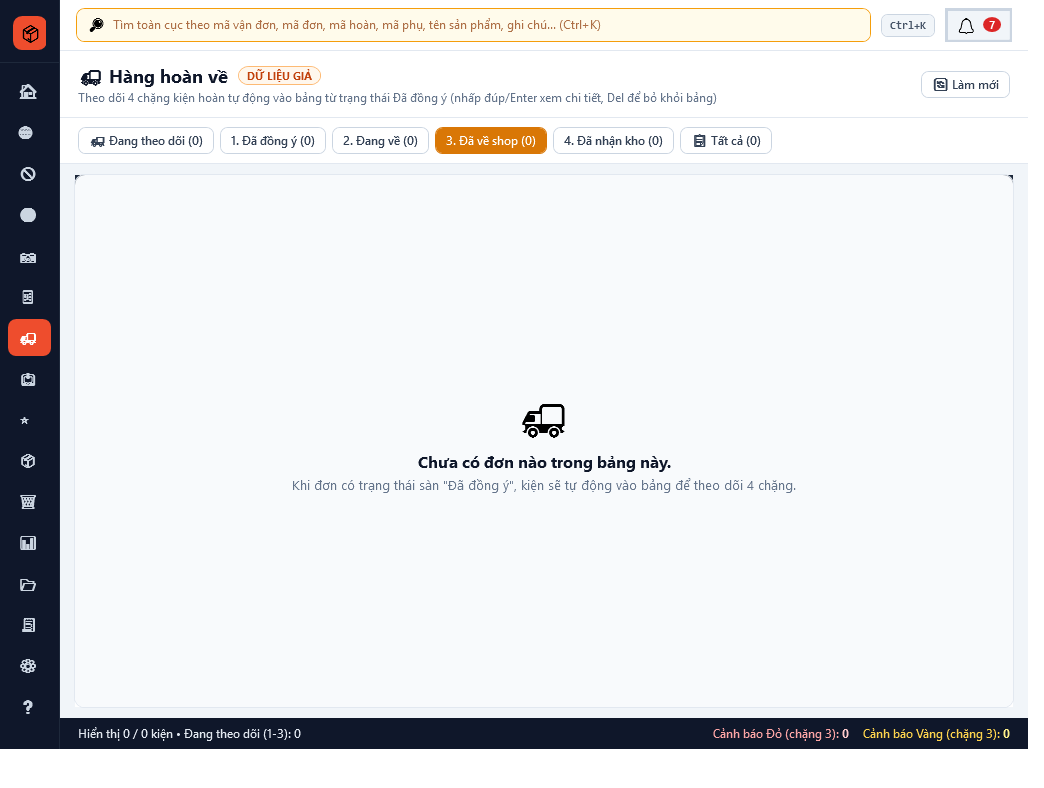 Tìm toàn cục theo mã vận đơn, mã đơn, mã hoàn, mã phụ, tên sản phẩm, ghi chú... (Ctrl+K)
Ctrl+K
7
Hàng hoàn về
DỮ LIỆU GIẢ
Theo dõi 4 chặng kiện hoàn tự động vào bảng từ trạng thái Đã đồng ý (nhấp đúp/Enter xem chi tiết, Del để bỏ khỏi bảng)
Làm mới
Đang theo dõi (0)
1. Đã đồng ý (0)
2. Đang về (0)
3. Đã về shop (0)
4. Đã nhận kho (0)
Tất cả (0)
Chưa có đơn nào trong bảng này.
Khi đơn có trạng thái sàn "Đã đồng ý", kiện sẽ tự động vào bảng để theo dõi 4 chặng.
Hiển thị 0 / 0 kiện • Đang theo dõi (1-3): 0
Cảnh báo Đỏ (chặng 3): 0
Cảnh báo Vàng (chặng 3): 0